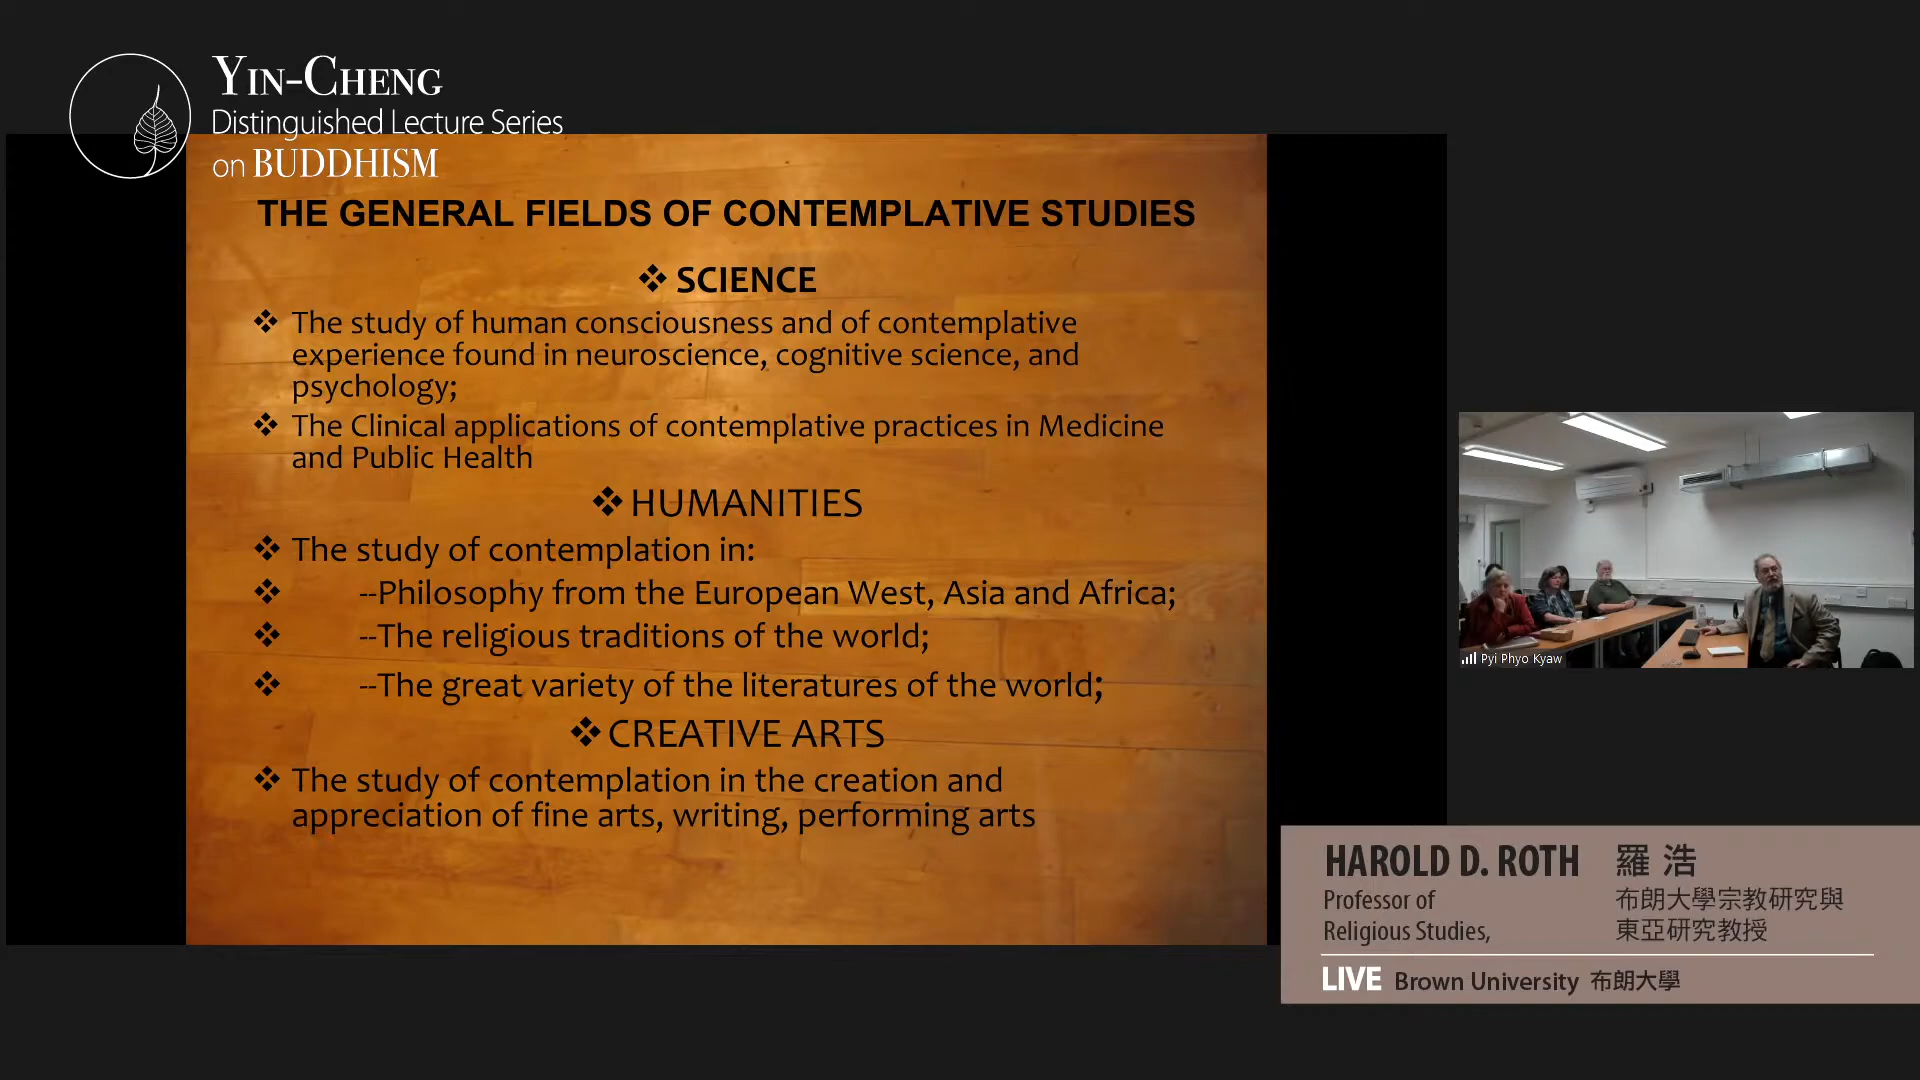 YIN-CHENG
Distinguished Lecture Series
on BUDDHISM
THE GENERAL FIELDS OF CONTEMPLATIVE STUDIES
❖ SCIENCE
❖ The study of human consciousness and of contemplative
experience found in neuroscience, cognitive science, and
psychology;
❖ The Clinical applications of contemplative practices in Medicine
and Public Health
❖ HUMANITIES
❖ The study of contemplation in:
❖ --Philosophy from the European West, Asia and Africa;
❖ --The religious traditions of the world;
❖ --The great variety of the literatures of the world;
❖ CREATIVE ARTS
❖ The study of contemplation in the creation and
appreciation of fine arts, writing, performing arts
Pyi Phyo Kyaw
HAROLD D. ROTH 羅 浩
Professor of 布朗大學宗教研究與
Religious Studies, 東亞研究教授
LIVE Brown University 布朗大學